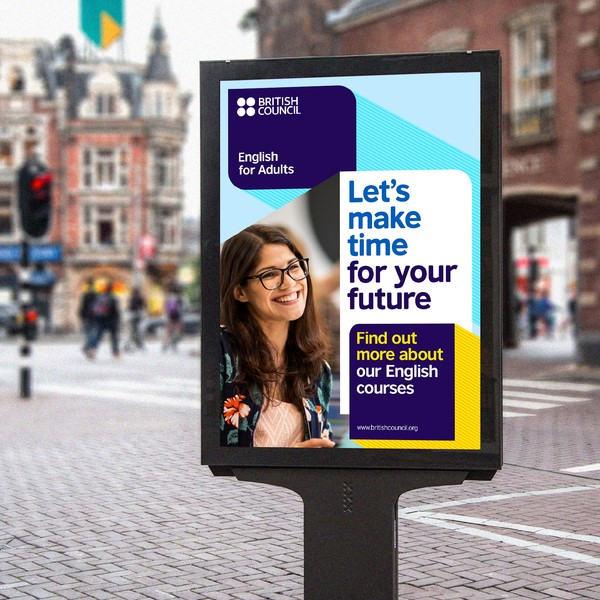 BRITISH
COUNCIL
English
for Adults
Let's
make
time
for your
future
Find out
more about
our English
courses
www.britishcouncil.org